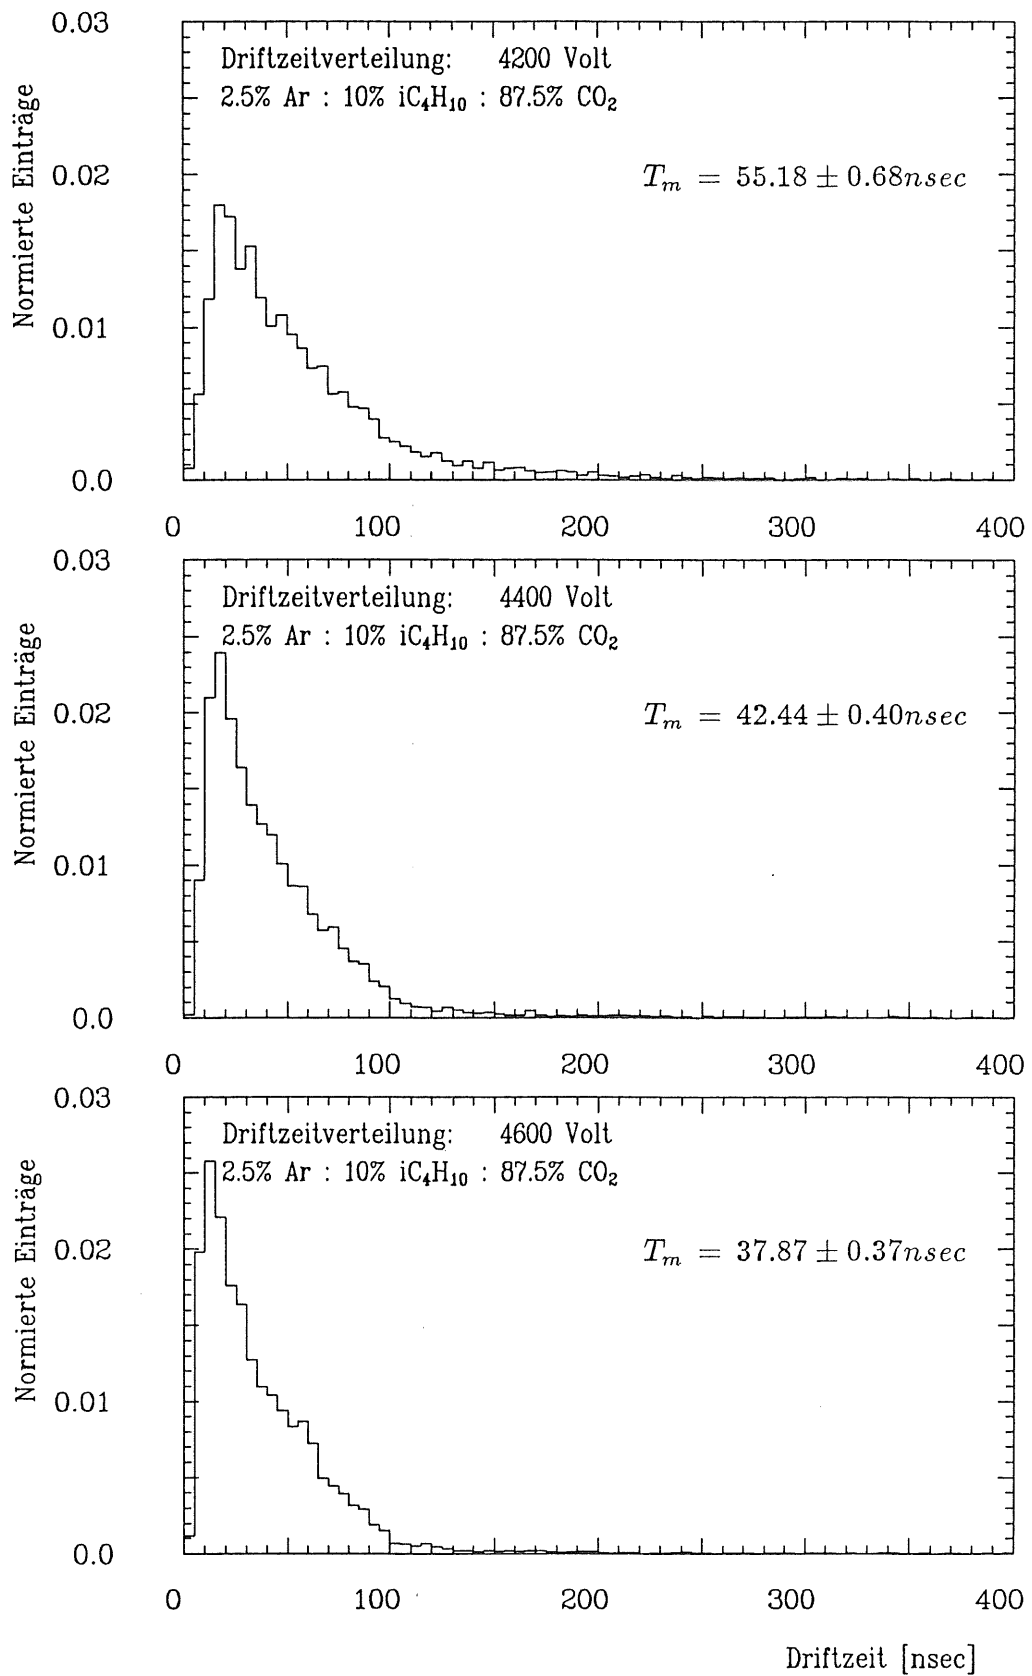 0.03
Driftzeitverteilung: 4200 Volt
2.5% Ar : 10% iC₄H₁₀ : 87.5% CO₂
Tₘ = 55.18 ± 0.68nsec
0.02
0.01
0.0
Normierte Einträge
0 100 200 300 400
0.03
Driftzeitverteilung: 4400 Volt
2.5% Ar : 10% iC₄H₁₀ : 87.5% CO₂
Tₘ = 42.44 ± 0.40nsec
0.02
0.01
0.0
Normierte Einträge
0 100 200 300 400
0.03
Driftzeitverteilung: 4600 Volt
2.5% Ar : 10% iC₄H₁₀ : 87.5% CO₂
Tₘ = 37.87 ± 0.37nsec
0.02
0.01
0.0
Normierte Einträge
0 100 200 300 400
Driftzeit [nsec]